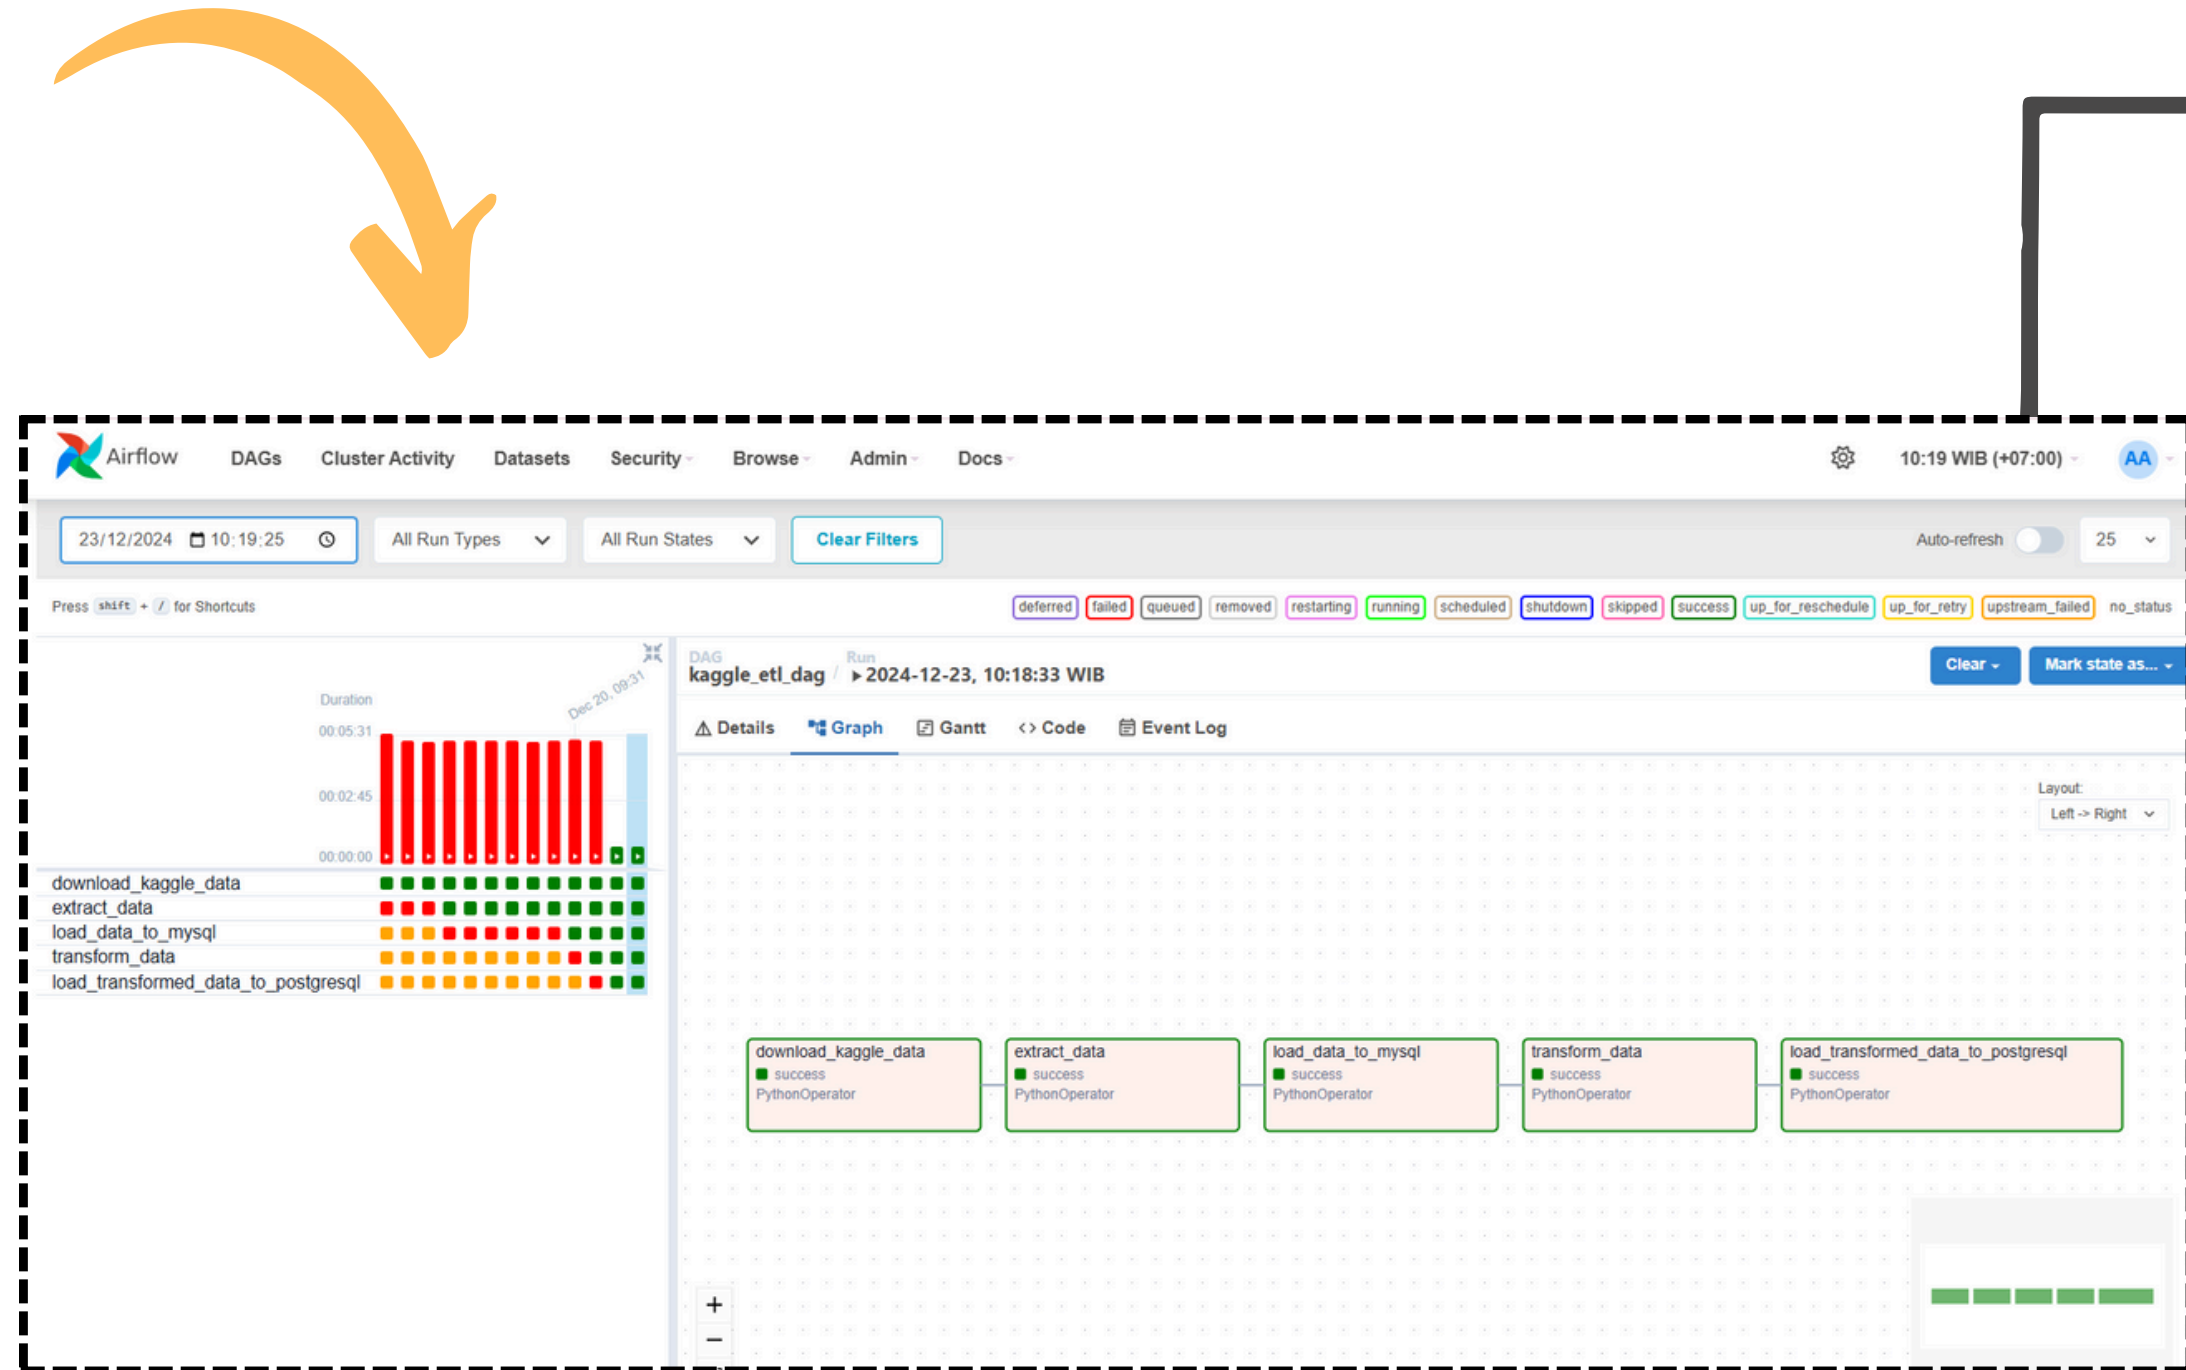 Airflow DAGs Cluster Activity Datasets Security Browse Admin Docs 10:19 WIB (+07:00) AA
23/12/2024 10:19:25 All Run Types All Run States Clear Filters Auto-refresh 25
Press shift + / for Shortcuts deferred failed queued removed restarting running scheduled shutdown skipped success up_for_reschedule up_for_retry upstream_failed no_status
DAG Run
kaggle_etl_dag / 2024-12-23, 10:18:33 WIB Clear Mark state as...
Duration Dec 20, 09:31
Details Graph Gantt Code Event Log
00:05:31
00:02:45
00:00:00
Layout:
Left -> Right
download_kaggle_data
extract_data
load_data_to_mysql
transform_data
load_transformed_data_to_postgresql
download_kaggle_data
success
PythonOperator
extract_data
success
PythonOperator
load_data_to_mysql
success
PythonOperator
transform_data
success
PythonOperator
load_transformed_data_to_postgresql
success
PythonOperator
+
−